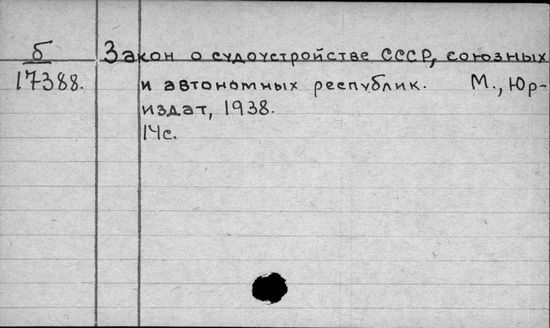 б Закон о судоустройстве СССР, союзных
17388. и автономных республик. М., Юр-
издат, 1938.
14с.